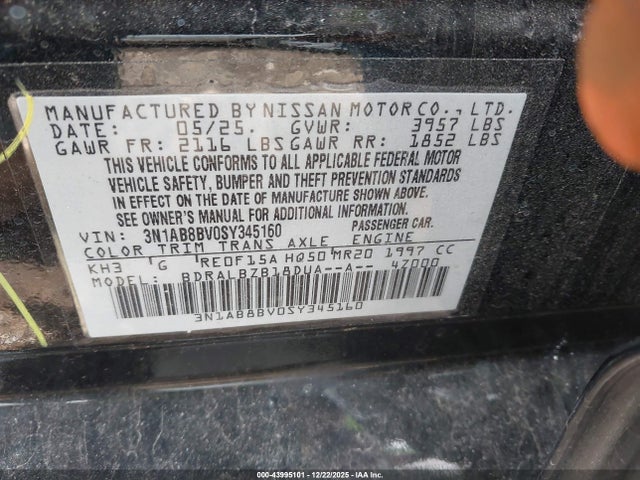 MANUFACTURED BY NISSAN MOTOR CO., LTD.
DATE: 05/25. GVWR: 3957 LBS
GAWR FR: 2116 LBS GAWR RR: 1852 LBS
THIS VEHICLE CONFORMS TO ALL APPLICABLE FEDERAL MOTOR
VEHICLE SAFETY, BUMPER AND THEFT PREVENTION STANDARDS
IN EFFECT ON THE DATE OF MANUFACTURE SHOWN ABOVE.
SEE OWNER'S MANUAL FOR ADDITIONAL INFORMATION
VIN: 3N1AB8BV0SY345160 PASSENGER CAR.
COLOR TRIM TRANS AXLE ENGINE
KH3 G RE0F15A HQ50 MR20 1997 CC
MODEL: BDRALBZB18DUA--A-- 47000
3N1AB8BV0SY345160
000-43995101 - 12/22/2025 - IAA Inc.